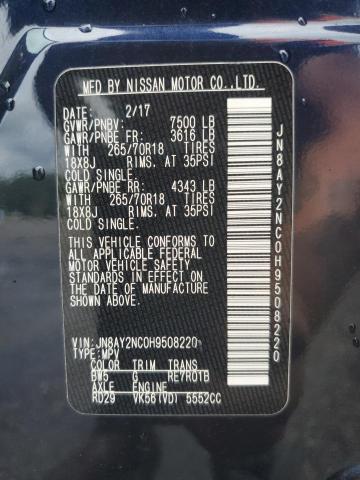 MFD BY NISSAN MOTOR CO.,LTD.
DATE: 2/17
GVWR/PNBV: 7500 LB
GAWR/PNBE FR: 3616 LB
WITH 265/70R18 TIRES
18X8J RIMS. AT 35PSI
COLD SINGLE.
GAWR/PNBE RR: 4343 LB
WITH 265/70R18 TIRES
18X8J RIMS. AT 35PSI
COLD SINGLE.
THIS VEHICLE CONFORMS TO
ALL APPLICABLE FEDERAL
MOTOR VEHICLE SAFETY
STANDARDS IN EFFECT ON
THE DATE OF MANUFACTURE
SHOWN ABOVE.
VIN: JN8AY2NC0H9508220
TYPE: MPV
COLOR TRIM TRANS
BW5 G RE7R01B
AXLE ENGINE
RD29 VK56(VD) 5552CC
JN8AY2NC0H9508220